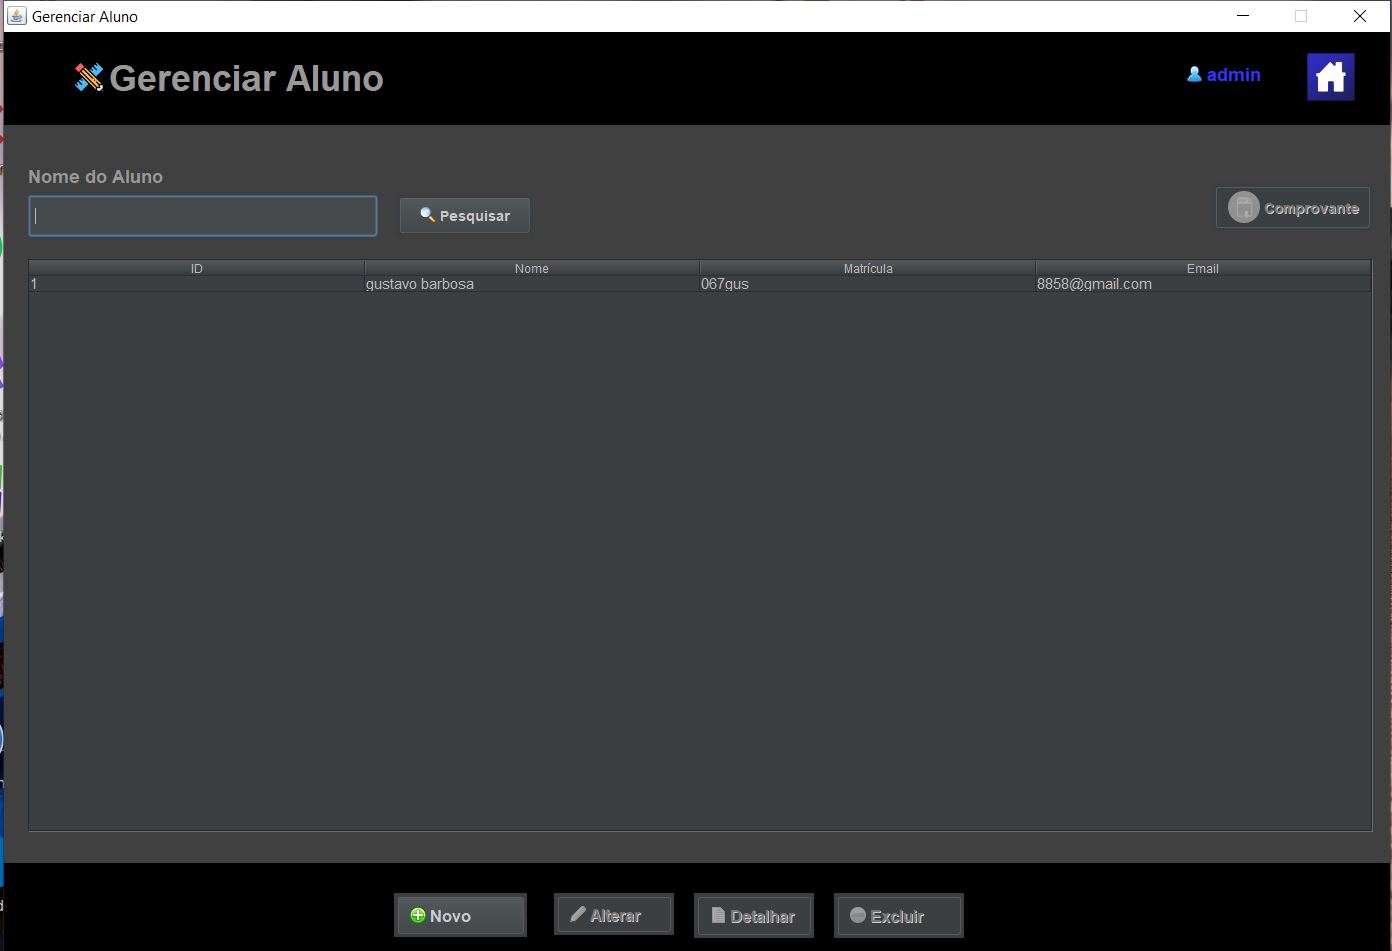 Gerenciar Aluno
Gerenciar Aluno
admin
Nome do Aluno
Pesquisar
Comprovante
ID Nome Matrícula Email
1 gustavo barbosa 067gus 8858@gmail.com
Novo Alterar Detalhar Excluir